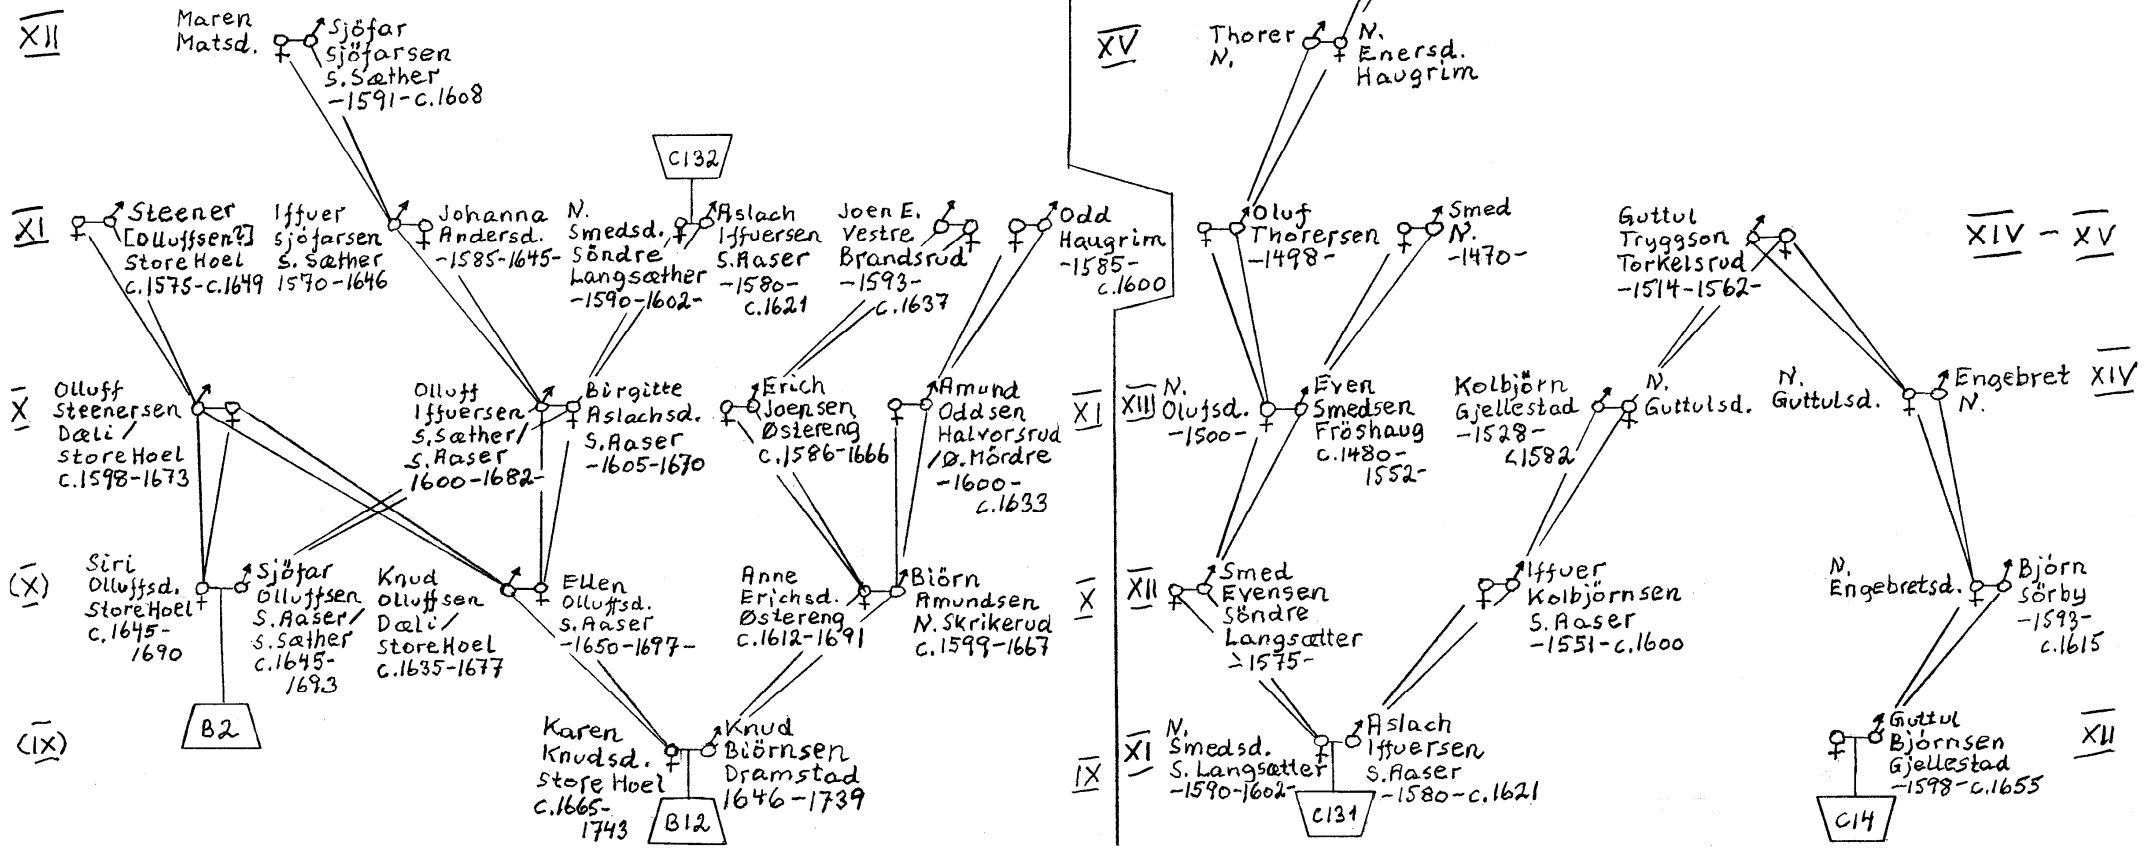 XII
Maren
Matsd.
Sjöfar
Sjöfarsen
S. Sæther
-1591-c.1608
XV
Thorer
N.
N.
Enersd.
Haugrim
C132
XI
Steener
[Olluffsen?]
Store Hoel
c.1575-c.1649
Iffuer
Sjöfarsen
S. Sæther
1570-1646
Johanna
Andersd.
-1585-1645-
N.
Smedsd.
Söndre
Langsæther
-1590-1602-
Aslach
Iffuersen
S. Aaser
-1580-
c.1621
Joen E.
Vestre
Brandsrud
-1593-
c.1637
Odd
Haugrim
-1585-
c.1600
Oluf
Thorersen
-1498-
Smed
N.
-1470-
Guttul
Tryggson
Torkelsrud
-1514-1562-
XIV - XV
X
Olluff
Steenersen
Dæli /
Store Hoel
c.1598-1673
Olluff
Iffuersen
S. Sæther/
S. Aaser
1600-1682-
Birgitte
Aslachsd.
S. Aaser
-1605-1670
Erich
Joensen
Østereng
c.1586-1666
Amund
Oddsen
Halvorsrud
/Ø. Mördre
-1600-
c.1633
XI
XIII
N.
Olufsd.
-1500-
Even
Smedsen
Fröshaug
c.1480-
1552-
Kolbjörn
Gjellestad
-1528-
<1582
N.
Guttulsd.
N.
Guttulsd.
Engebret
N.
XIV
(X)
Siri
Olluffsd.
Store Hoel
c.1645-
1690
Sjöfar
Olluffsen
S. Aaser/
S. Sæther
c.1645-
1693
Knud
Olluffsen
Dæli /
Store Hoel
c.1635-1677
Ellen
Olluffsd.
S. Aaser
-1650-1697-
Anne
Erichsd.
Østereng
c.1612-1691
Biörn
Amundsen
N. Skrikerud
c.1599-1667
X
XII
Smed
Evensen
Söndre
Langsætter
≥1575-
Iffuer
Kolbjörnsen
S. Aaser
-1551-c.1600
N.
Engebretsd.
Björn
Sörby
-1593-
c.1615
(IX)
B2
Karen
Knudsd.
Store Hoel
c.1665-
1743
Knud
Biörnsen
Dramstad
1646-1739
B12
IX
XI
N.
Smedsd.
S. Langsætter
-1590-1602-
Aslach
Iffuersen
S. Aaser
-1580-c.1621
C131
Guttul
Björnsen
Gjellestad
-1598-c.1655
C14
XII